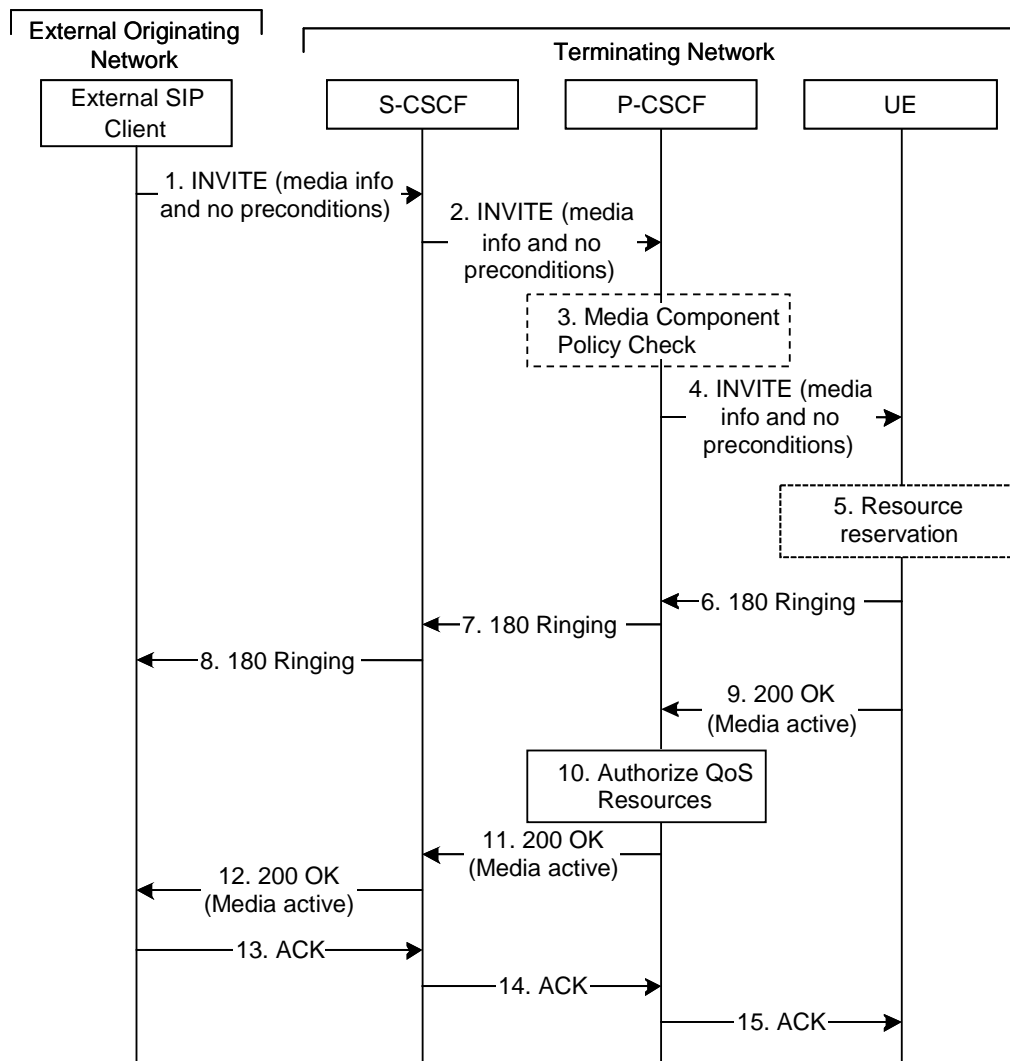 External Originating
Network
Terminating Network
External SIP
Client
S-CSCF
P-CSCF
UE
1. INVITE (media info
and no preconditions)
2. INVITE (media
info and no
preconditions)
3. Media Component
Policy Check
4. INVITE (media
info and no
preconditions)
5. Resource
reservation
6. 180 Ringing
7. 180 Ringing
8. 180 Ringing
9. 200 OK
(Media active)
10. Authorize QoS
Resources
11. 200 OK
(Media active)
12. 200 OK
(Media active)
13. ACK
14. ACK
15. ACK